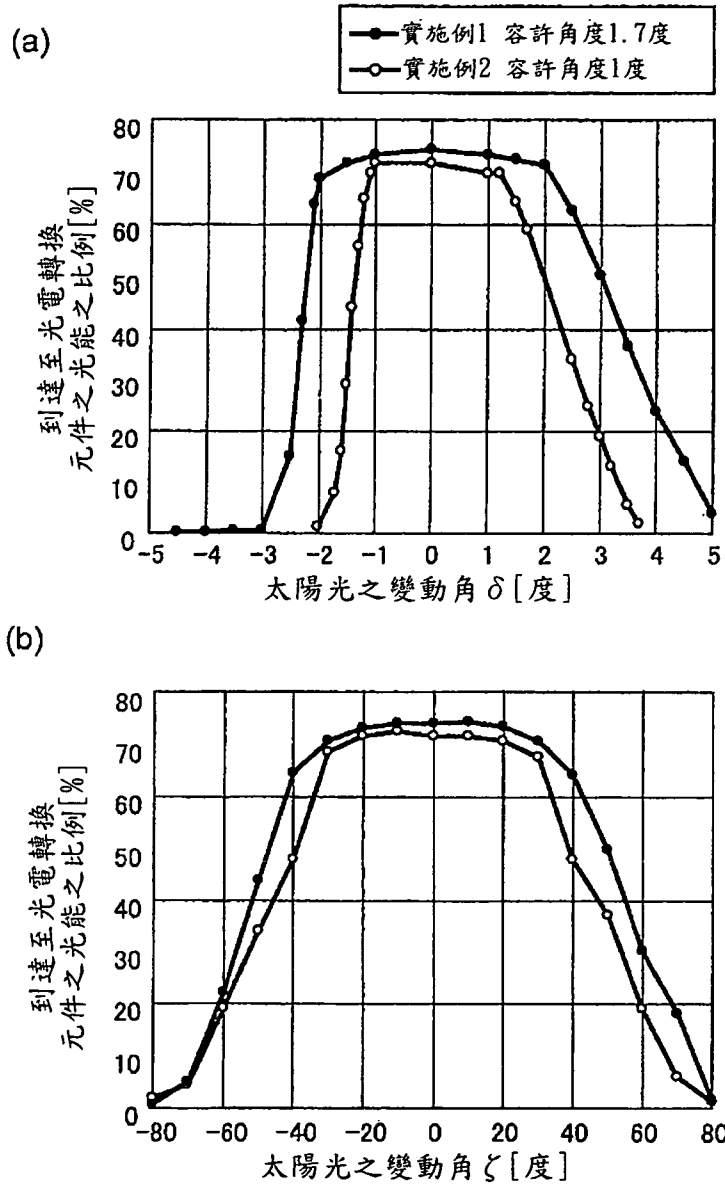 (a)
實施例1 容許角度1.7度
實施例2 容許角度1度
到達至光電轉換
元件之光能之比例[%]
80
70
60
50
40
30
20
10
0
-5 -4 -3 -2 -1 0 1 2 3 4 5
太陽光之變動角δ[度]
(b)
到達至光電轉換
元件之光能之比例[%]
80
70
60
50
40
30
20
10
0
-80 -60 -40 -20 0 20 40 60 80
太陽光之變動角ζ[度]